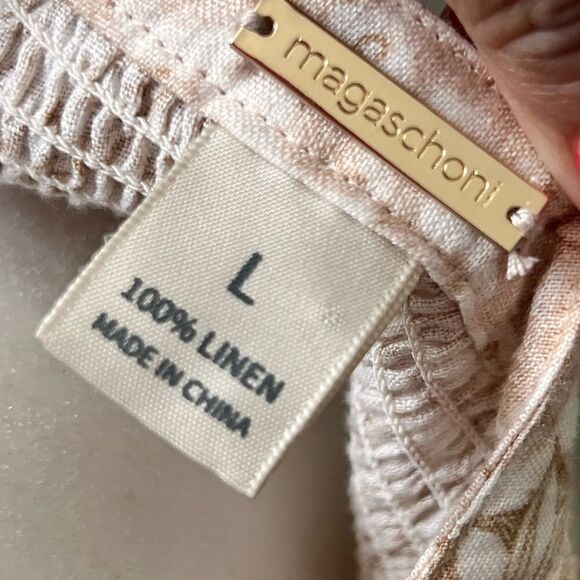 magaschoni
L
100% LINEN
MADE IN CHINA